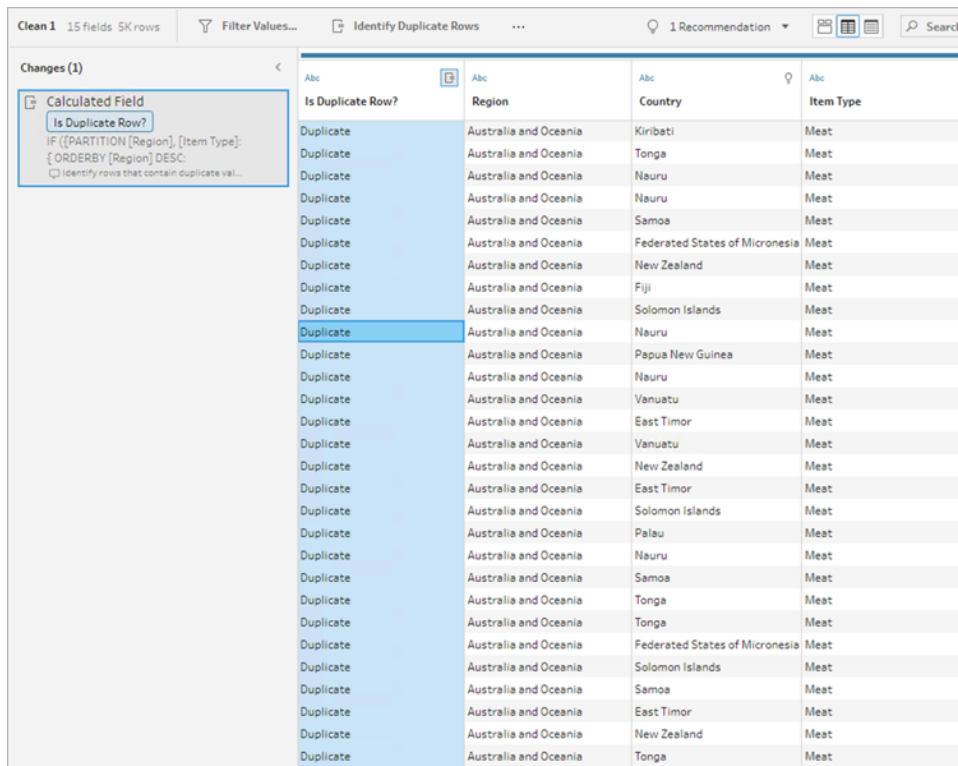 Clean 1 15 fields 5K rows Filter Values... Identify Duplicate Rows ... 1 Recommendation Search
Changes (1)
Calculated Field
Is Duplicate Row?
IF ({PARTITION [Region], [Item Type]:
{ ORDERBY [Region] DESC:
Identify rows that contain duplicate val...
Abc Abc Abc Abc
Is Duplicate Row? Region Country Item Type
Duplicate Australia and Oceania Kiribati Meat
Duplicate Australia and Oceania Tonga Meat
Duplicate Australia and Oceania Nauru Meat
Duplicate Australia and Oceania Nauru Meat
Duplicate Australia and Oceania Samoa Meat
Duplicate Australia and Oceania Federated States of Micronesia Meat
Duplicate Australia and Oceania New Zealand Meat
Duplicate Australia and Oceania Fiji Meat
Duplicate Australia and Oceania Solomon Islands Meat
Duplicate Australia and Oceania Nauru Meat
Duplicate Australia and Oceania Papua New Guinea Meat
Duplicate Australia and Oceania Nauru Meat
Duplicate Australia and Oceania Vanuatu Meat
Duplicate Australia and Oceania East Timor Meat
Duplicate Australia and Oceania Vanuatu Meat
Duplicate Australia and Oceania New Zealand Meat
Duplicate Australia and Oceania East Timor Meat
Duplicate Australia and Oceania Solomon Islands Meat
Duplicate Australia and Oceania Palau Meat
Duplicate Australia and Oceania Nauru Meat
Duplicate Australia and Oceania Samoa Meat
Duplicate Australia and Oceania Tonga Meat
Duplicate Australia and Oceania Tonga Meat
Duplicate Australia and Oceania Federated States of Micronesia Meat
Duplicate Australia and Oceania Solomon Islands Meat
Duplicate Australia and Oceania Samoa Meat
Duplicate Australia and Oceania East Timor Meat
Duplicate Australia and Oceania New Zealand Meat
Duplicate Australia and Oceania Tonga Meat